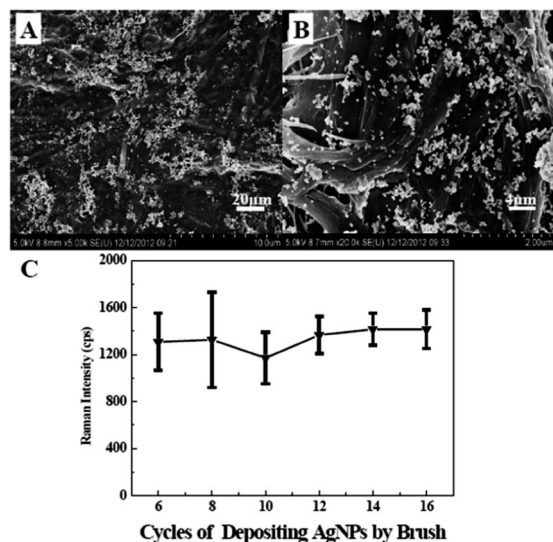 A
B
20μm
4μm
5.0kV 8.8mm x5.00k SE(U) 12/12/2012 09:21 10.0um
5.0kV 8.7mm x20.0k SE(U) 12/12/2012 09:33 2.00um
C
2000
1600
1200
800
400
0
Raman Intensity (cps)
6 8 10 12 14 16
Cycles of Depositing AgNPs by Brush